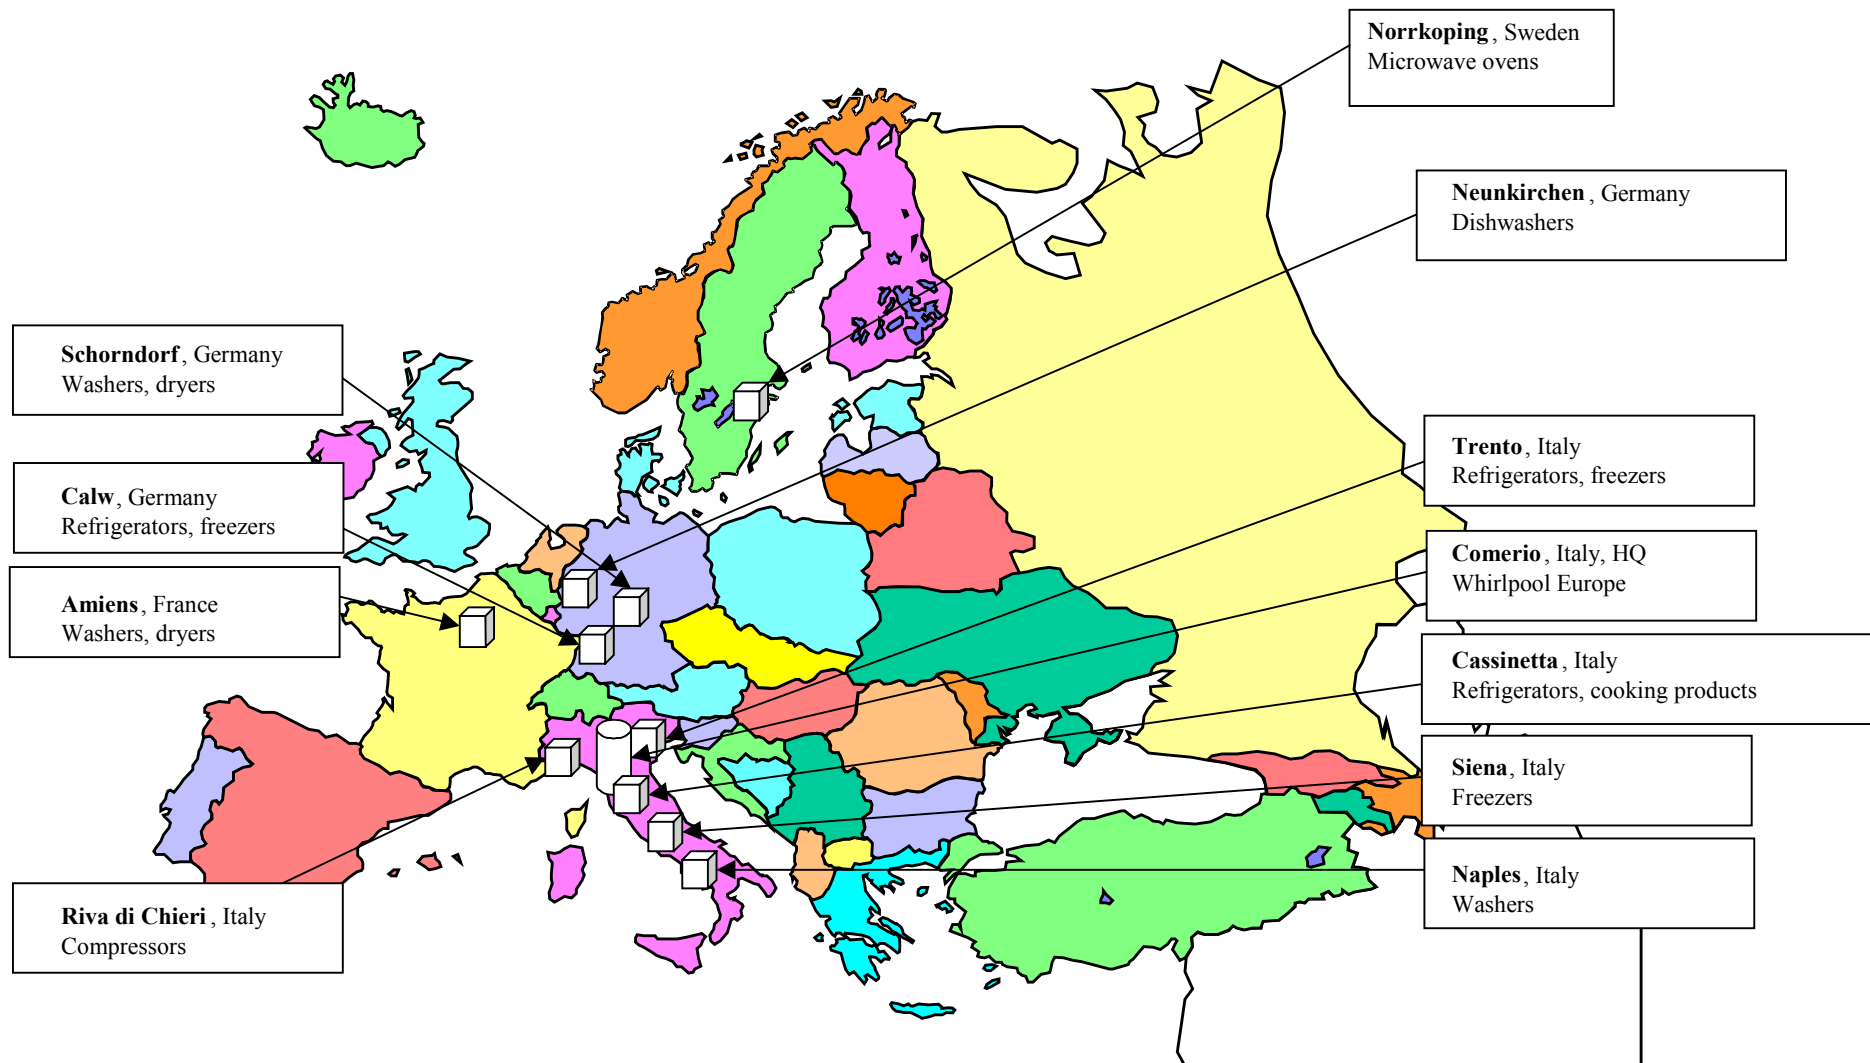 Norrkoping, Sweden
Microwave ovens
Neunkirchen, Germany
Dishwashers
Schorndorf, Germany
Washers, dryers
Calw, Germany
Refrigerators, freezers
Amiens, France
Washers, dryers
Trento, Italy
Refrigerators, freezers
Comerio, Italy, HQ
Whirlpool Europe
Cassinetta, Italy
Refrigerators, cooking products
Siena, Italy
Freezers
Naples, Italy
Washers
Riva di Chieri, Italy
Compressors